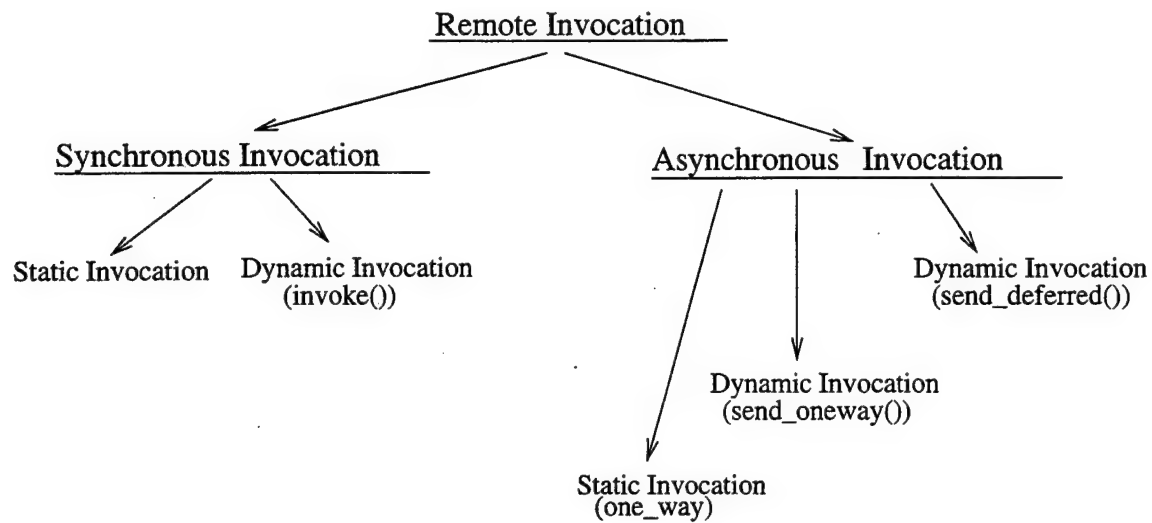 Remote Invocation
Synchronous Invocation
Asynchronous Invocation
Static Invocation
Dynamic Invocation
(invoke())
Dynamic Invocation
(send_deferred())
Dynamic Invocation
(send_oneway())
Static Invocation
(one_way)